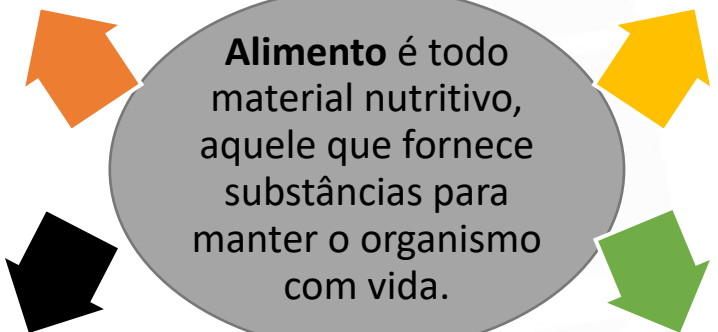 Alimento é todo
material nutritivo,
aquele que fornece
substâncias para
manter o organismo
com vida.